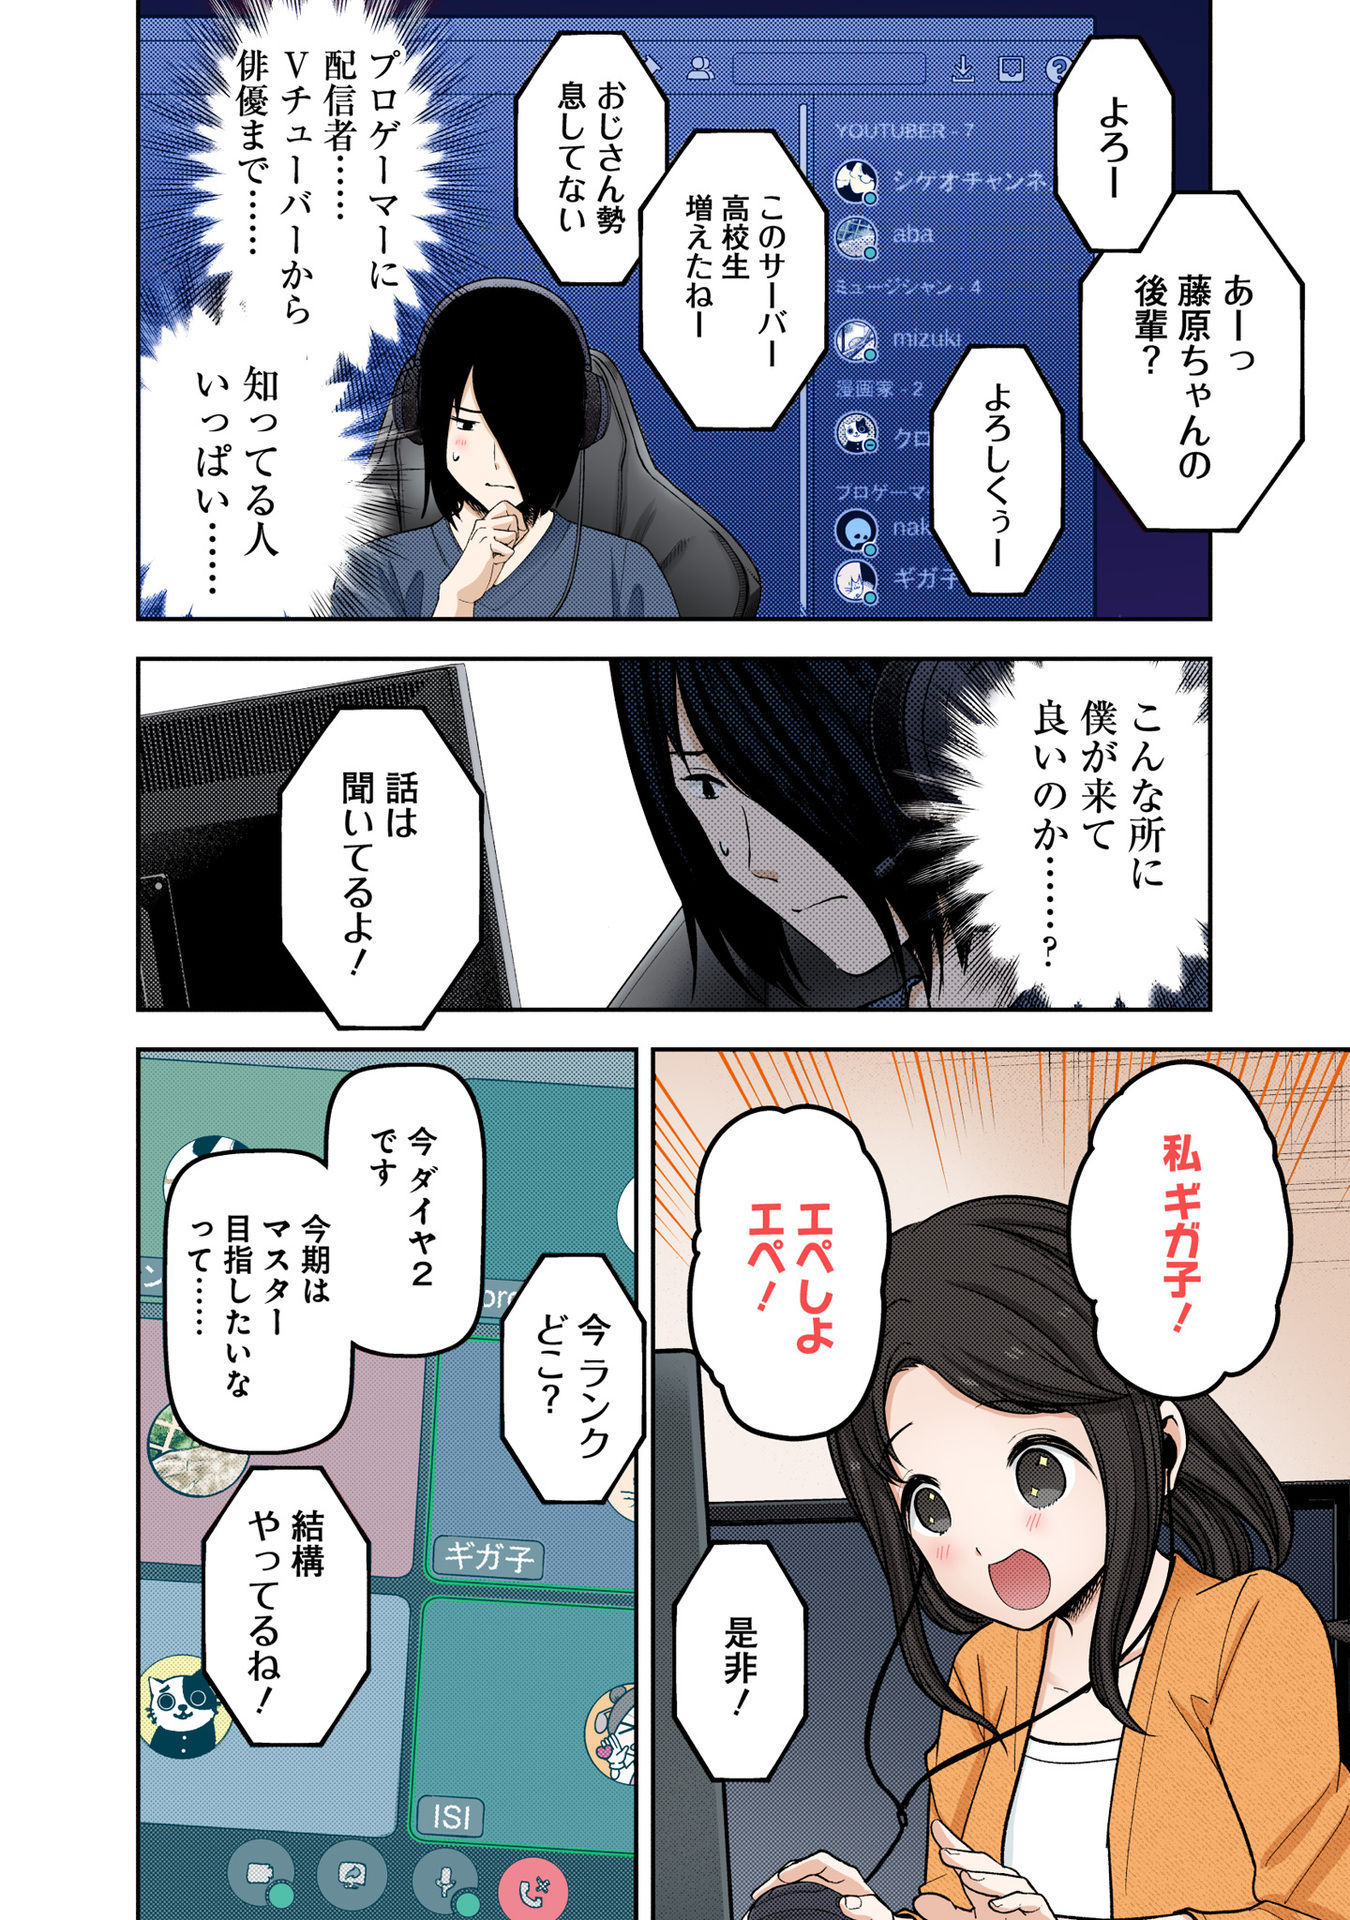 よろー
あーっ
藤原ちゃんの
後輩？
よろしくぅー
このサーバー
高校生
増えたねー
おじさん勢
息してない
プロゲーマーに
配信者……
Vチューバーから
俳優まで……
知ってる人
いっぱい……
YOUTUBER - 7
シゲオチャンネ
aba
ミュージシャン - 4
mizuki
漫画家 - 2
クロ
プロゲーマ
nak
ギガ子
こんな所に
僕が来て
良いのか……？
話は
聞いてるよ！
私 ギガ子！
エペしよ
エペ！
是非！
今 ランク
どこ？
今 ダイヤ２
です
今期は
マスター
目指したいな
って……
結構
やってるね！
ン
ore
ギガ子
ISI